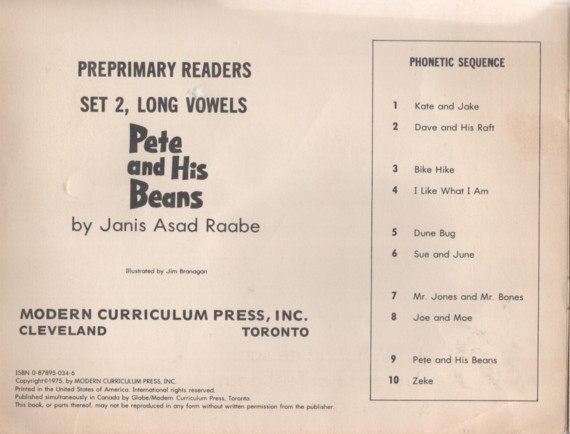 PREPRIMARY READERS
SET 2, LONG VOWELS
Pete
and His
Beans
by Janis Asad Raabe
Illustrated by Jim Branagan
MODERN CURRICULUM PRESS, INC.
CLEVELAND TORONTO
ISBN 0-87895-034-6
Copyright©1975, by MODERN CURRICULUM PRESS, INC.
Printed in the United States of America. International rights reserved.
Published simultaneously in Canada by Globe/Modern Curriculum Press, Toronto.
This book, or parts thereof, may not be reproduced in any form without written permission from the publisher.
PHONETIC SEQUENCE
1 Kate and Jake
2 Dave and His Raft
3 Bike Hike
4 I Like What I Am
5 Dune Bug
6 Sue and June
7 Mr. Jones and Mr. Bones
8 Joe and Moe
9 Pete and His Beans
10 Zeke